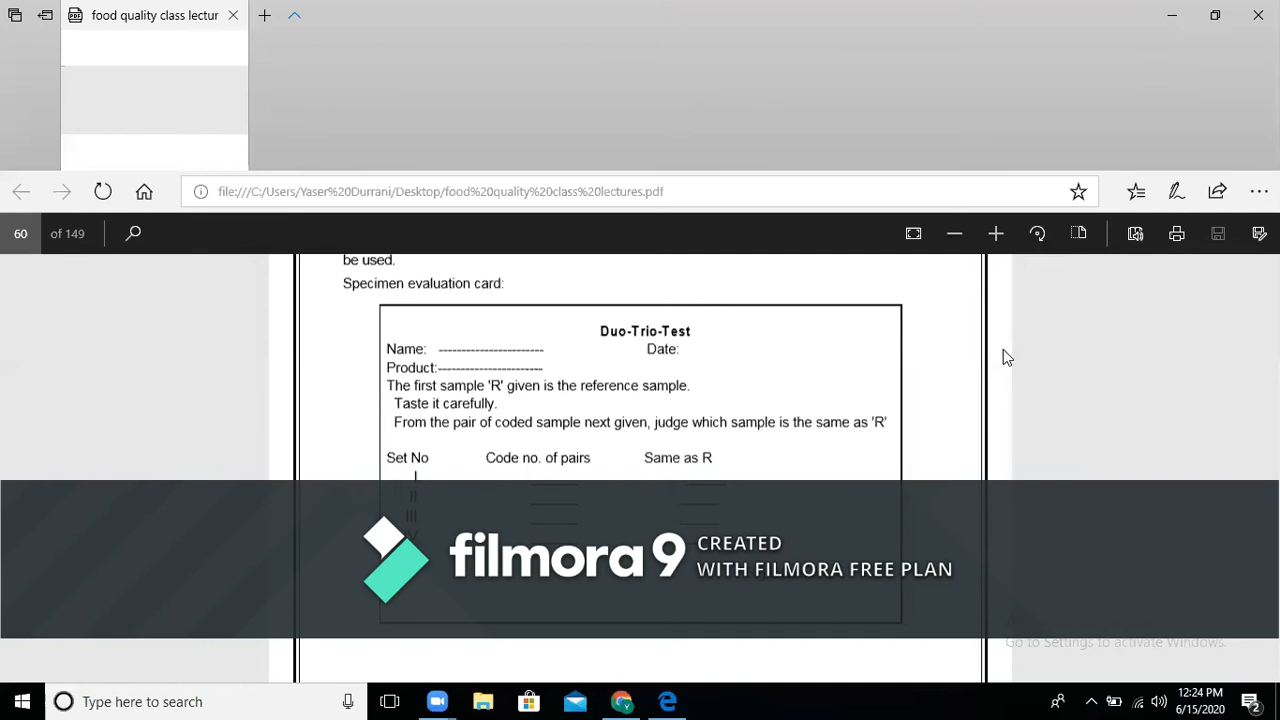 food quality class lectur
file:///C:/Users/Yaser%20Durrani/Desktop/food%20quality%20class%20lectures.pdf
60 of 149
be used.
Specimen evaluation card:
Duo-Trio-Test
Name: ----------------------- Date:
Product:-----------------------
The first sample 'R' given is the reference sample.
Taste it carefully.
From the pair of coded sample next given, judge which sample is the same as 'R'
Set No Code no. of pairs Same as R
I
II
III
filmora 9 CREATED
WITH FILMORA FREE PLAN
Go to Settings to activate Windows.
Type here to search
12:24 PM
6/15/2020
2